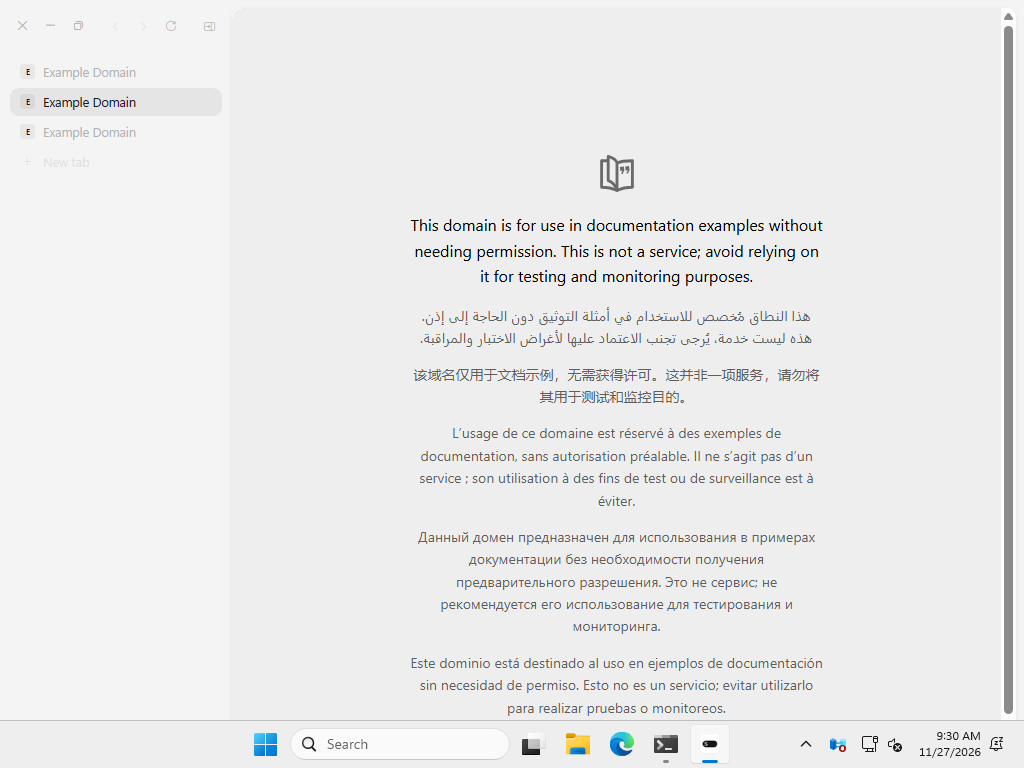 E Example Domain
E Example Domain
E Example Domain
+ New tab
This domain is for use in documentation examples without
needing permission. This is not a service; avoid relying on
it for testing and monitoring purposes.
هذا النطاق مُخصص للاستخدام في أمثلة التوثيق دون الحاجة إلى إذن.
هذه ليست خدمة، يُرجى تجنب الاعتماد عليها لأغراض الاختبار والمراقبة.
该域名仅用于文档示例，无需获得许可。这并非一项服务，请勿将
其用于测试和监控目的。
L’usage de ce domaine est réservé à des exemples de
documentation, sans autorisation préalable. Il ne s’agit pas d’un
service ; son utilisation à des fins de test ou de surveillance est à
éviter.
Данный домен предназначен для использования в примерах
документации без необходимости получения
предварительного разрешения. Это не сервис; не
рекомендуется его использование для тестирования и
мониторинга.
Este dominio está destinado al uso en ejemplos de documentación
sin necesidad de permiso. Esto no es un servicio; evitar utilizarlo
para realizar pruebas o monitoreos.
Search
9:30 AM
11/27/2026